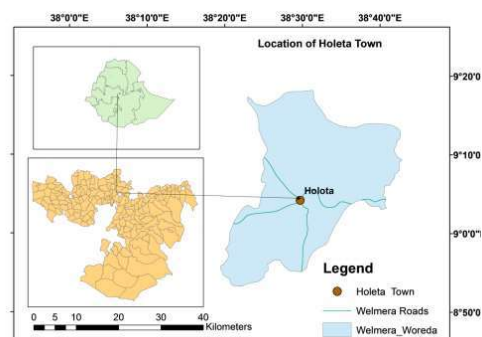 38°0'0"E 38°10'0"E 38°20'0"E 38°30'0"E 38°40'0"E
Location of Holeta Town
9°20'0"N
9°10'0"N
Holota
9°0'0"N
Legend
Holeta Town
Welmera Roads
Welmera_Woreda
8°50'0"N
0 5 10 20 30 40
Kilometers